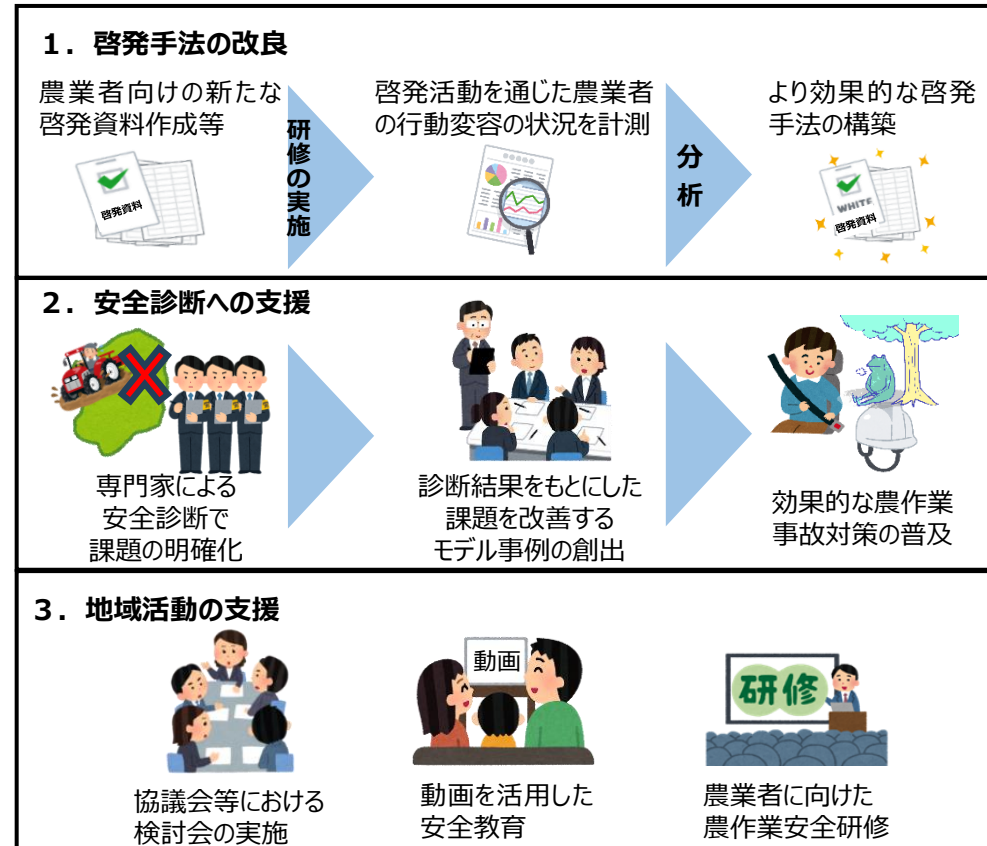 １．啓発手法の改良
農業者向けの新たな
啓発資料作成等
啓発資料
研修の実施
啓発活動を通じた農業者
の行動変容の状況を計測
分析
より効果的な啓発
手法の構築
WHITE
啓発資料
２．安全診断への支援
専門家による
安全診断で
課題の明確化
診断結果をもとにした
課題を改善する
モデル事例の創出
効果的な農作業
事故対策の普及
３．地域活動の支援
協議会等における
検討会の実施
動画
動画を活用した
安全教育
研修
農業者に向けた
農作業安全研修